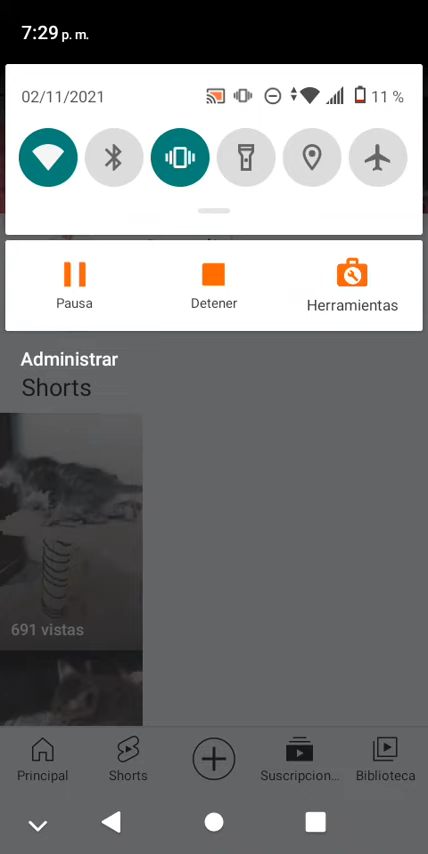 7:29 p. m.
02/11/2021 11 %
Pausa Detener Herramientas
Administrar
Shorts
691 vistas
Principal Shorts Suscripcion... Biblioteca